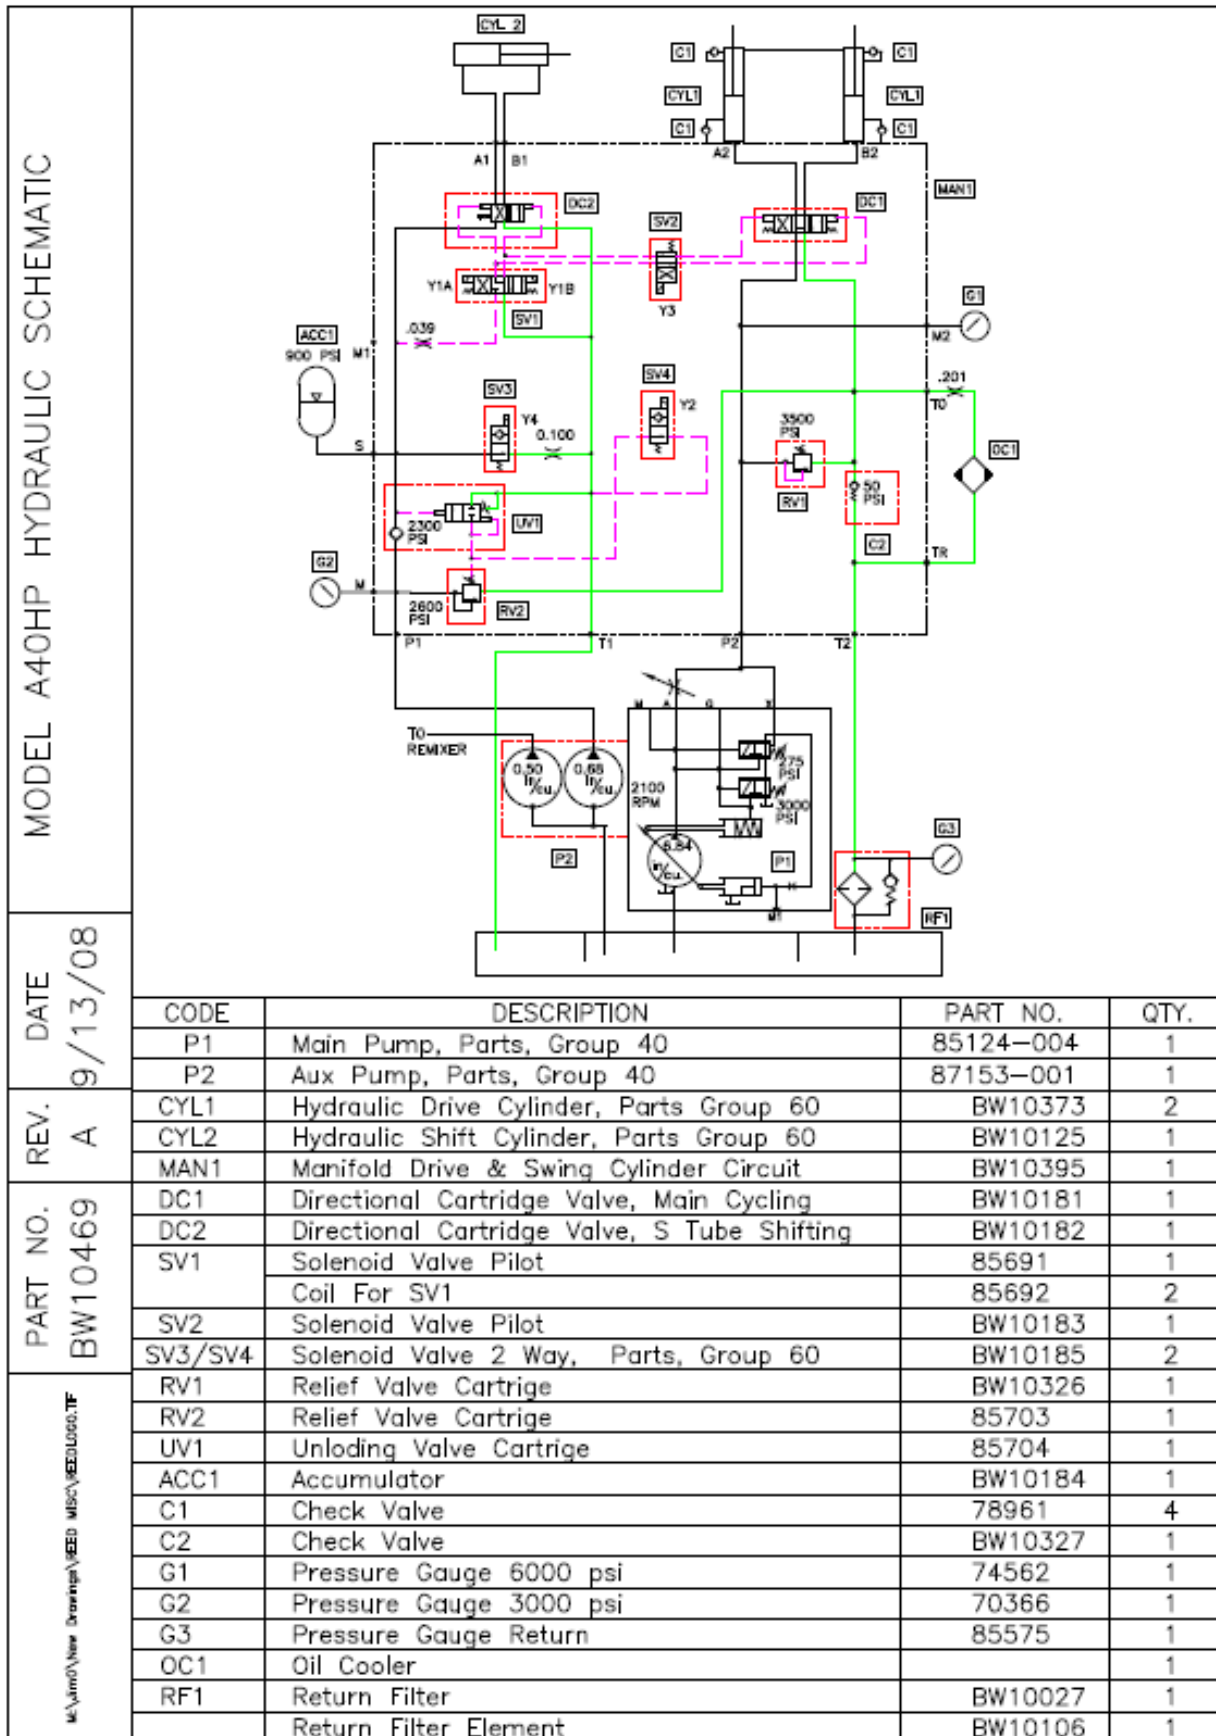 MODEL A40HP HYDRAULIC SCHEMATIC
DATE
9/13/08
REV.
A
PART NO.
BW10469
CYL 2
C1
C1
CYL1
CYL1
C1
C1
A2
B2
A1
B1
MAN1
DC2
SV2
DC1
Y1A
Y1B
Y3
SV1
G1
M2
.039
ACC1
900 PSI
M1
SV3
Y4
SV4
Y2
.201
TO
0.100
3500
PSI
S
OC1
RV1
50
PSI
UV1
2300
PSI
C2
TR
G2
M
2600
PSI
RV2
P1
T1
P2
T2
M
A
G
X
TO
REMIXER
0.50
In/cu.
0.68
In/cu.
2100
RPM
275
PSI
3000
PSI
G3
P2
5.84
in/cu.
P1
M1
RF1
CODE DESCRIPTION PART NO. QTY.
P1 Main Pump, Parts, Group 40 85124-004 1
P2 Aux Pump, Parts, Group 40 87153-001 1
CYL1 Hydraulic Drive Cylinder, Parts Group 60 BW10373 2
CYL2 Hydraulic Shift Cylinder, Parts Group 60 BW10125 1
MAN1 Manifold Drive & Swing Cylinder Circuit BW10395 1
DC1 Directional Cartridge Valve, Main Cycling BW10181 1
DC2 Directional Cartridge Valve, S Tube Shifting BW10182 1
SV1 Solenoid Valve Pilot 85691 1
Coil For SV1 85692 2
SV2 Solenoid Valve Pilot BW10183 1
SV3/SV4 Solenoid Valve 2 Way, Parts, Group 60 BW10185 2
RV1 Relief Valve Cartrige BW10326 1
RV2 Relief Valve Cartrige 85703 1
UV1 Unloding Valve Cartrige 85704 1
ACC1 Accumulator BW10184 1
C1 Check Valve 78961 4
C2 Check Valve BW10327 1
G1 Pressure Gauge 6000 psi 74562 1
G2 Pressure Gauge 3000 psi 70366 1
G3 Pressure Gauge Return 85575 1
OC1 Oil Cooler 1
RF1 Return Filter BW10027 1
Return Filter Element BW10106 1